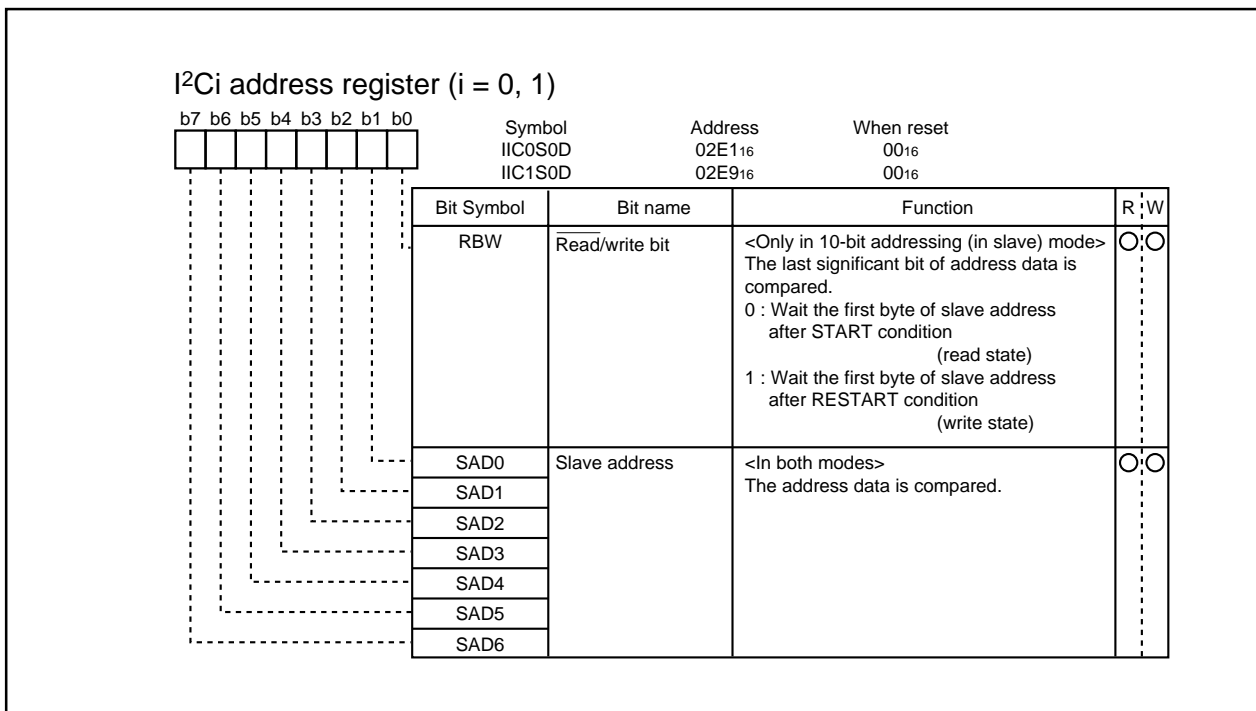 I²Ci address register (i = 0, 1)
b7 b6 b5 b4 b3 b2 b1 b0
Symbol Address When reset
IIC0S0D 02E1₁₆ 00₁₆
IIC1S0D 02E9₁₆ 00₁₆
Bit Symbol Bit name Function R W
RBW Read/write bit <Only in 10-bit addressing (in slave) mode>
The last significant bit of address data is
compared.
0 : Wait the first byte of slave address
after START condition
(read state)
1 : Wait the first byte of slave address
after RESTART condition
(write state)
SAD0 Slave address <In both modes>
SAD1 The address data is compared.
SAD2
SAD3
SAD4
SAD5
SAD6